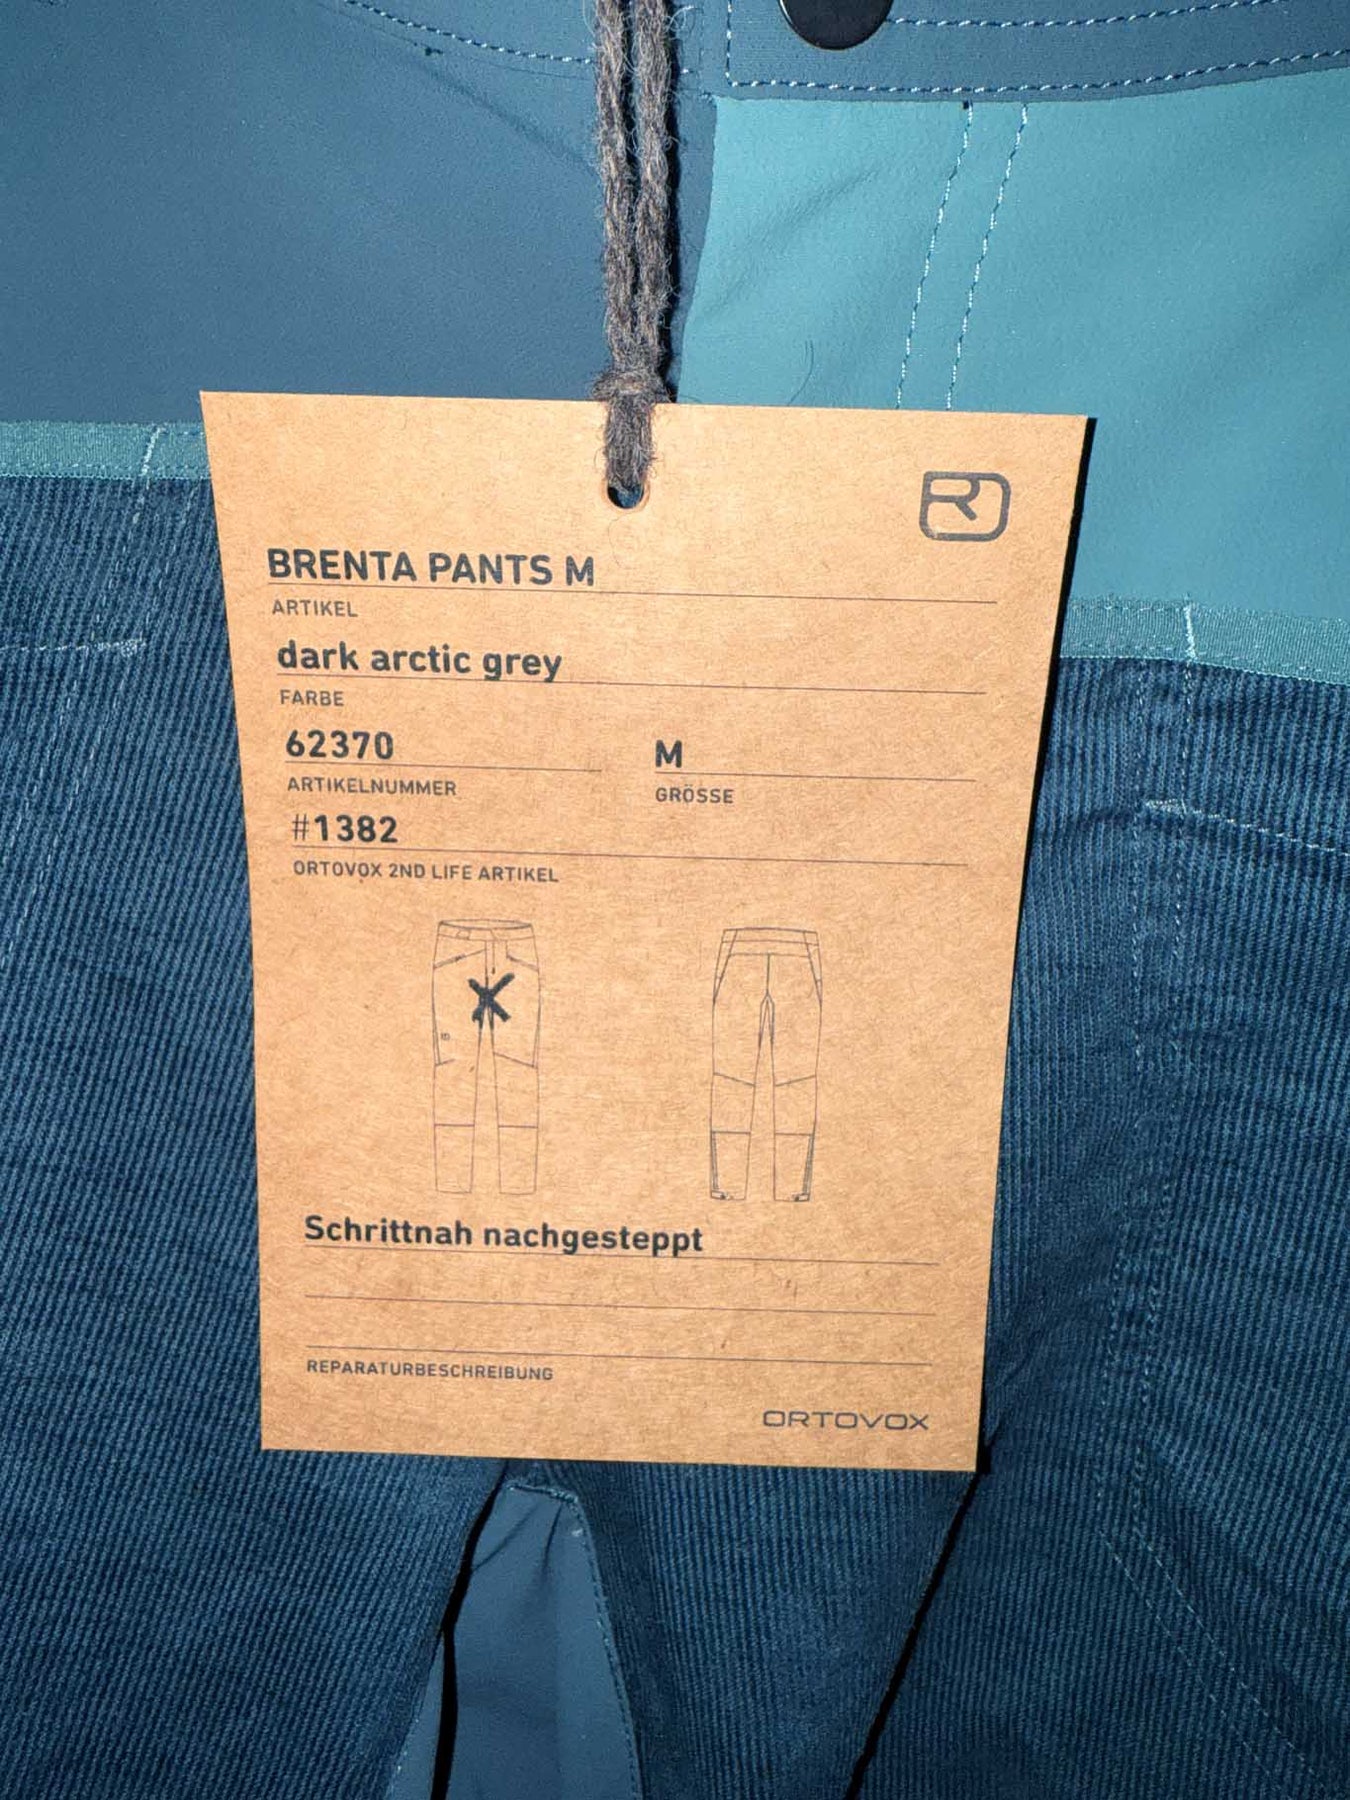 BRENTA PANTS M
ARTIKEL
dark arctic grey
FARBE
62370
ARTIKELNUMMER
M
GRÖSSE
#1382
ORTOVOX 2ND LIFE ARTIKEL
Schrittnah nachgesteppt
REPARATURBESCHREIBUNG
ORTOVOX